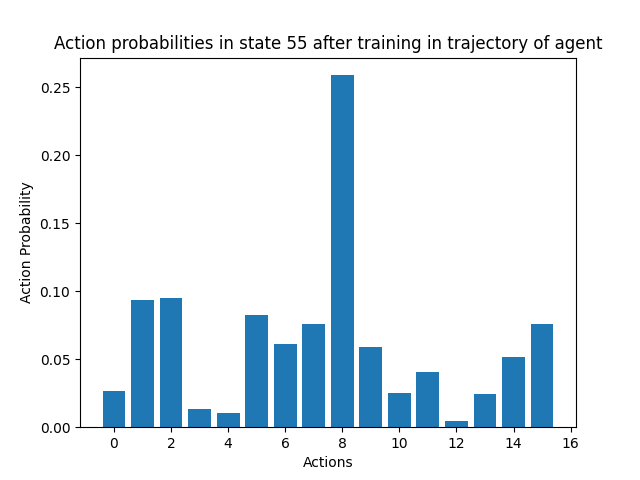 Action probabilities in state 55 after training in trajectory of agent
0.25
0.20
0.15
0.10
0.05
0.00
Action Probability
0 2 4 6 8 10 12 14 16
Actions